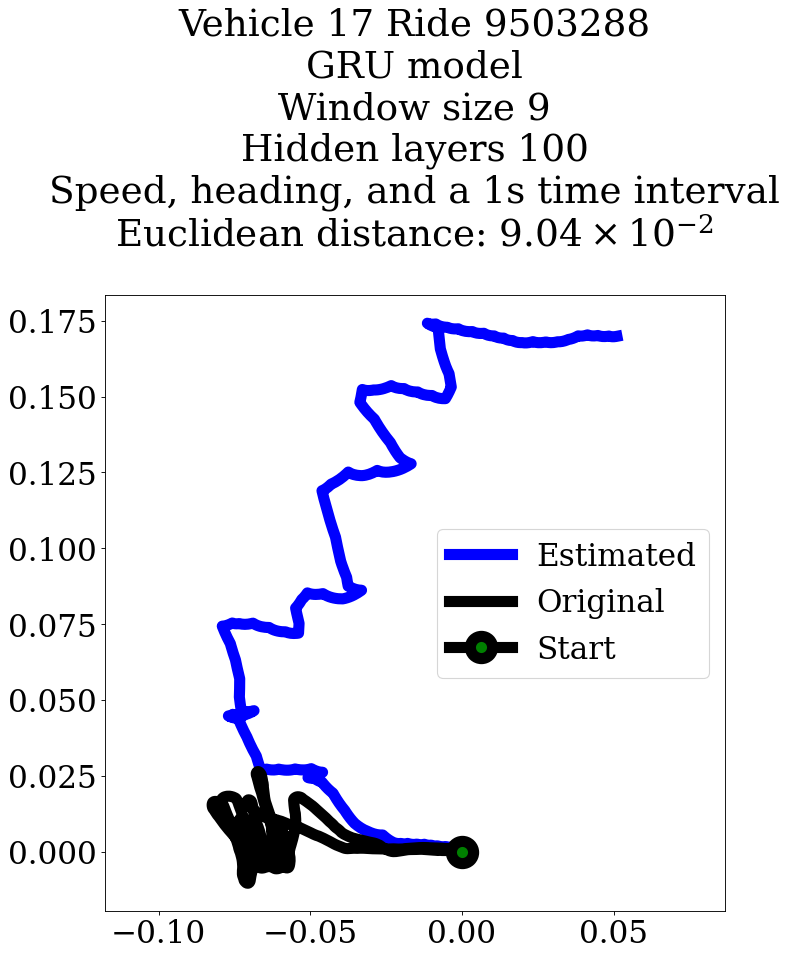 Vehicle 17 Ride 9503288
GRU model
Window size 9
Hidden layers 100
Speed, heading, and a 1s time interval
Euclidean distance: 9.04 × 10⁻²
0.175
0.150
0.125
0.100
0.075
0.050
0.025
0.000
Estimated
Original
Start
−0.10
−0.05
0.00
0.05